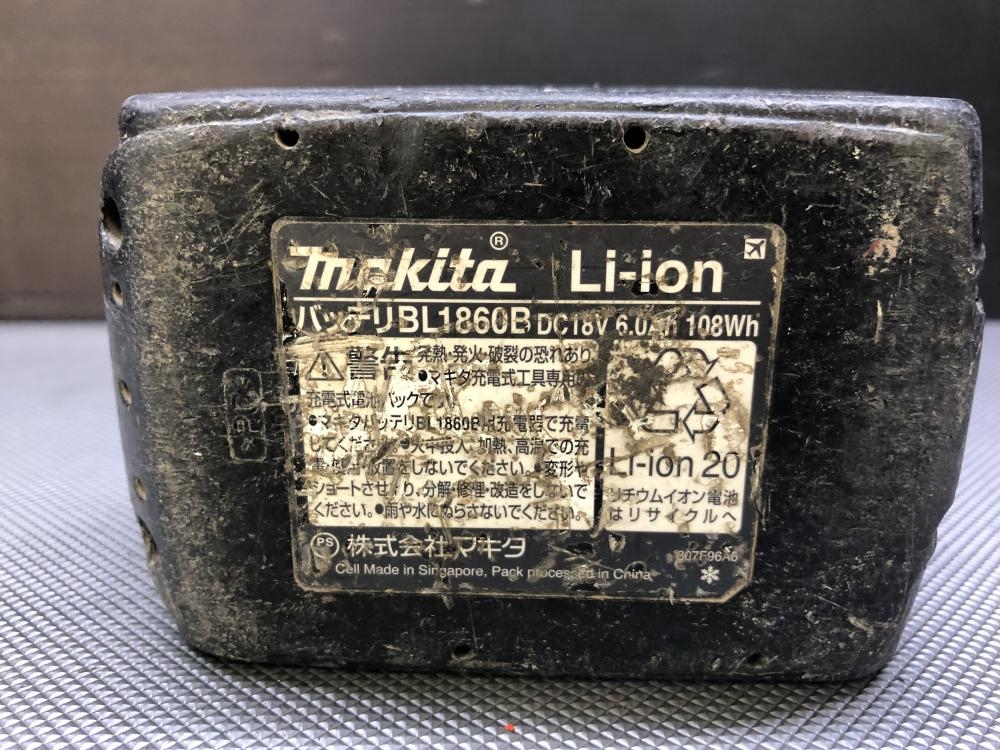 makita® Li-ion
バッテリBL1860B DC18V 6.0Ah 108Wh
警告 発熱・発火・破裂の恐れあり
●マキタ充電式工具専用の
充電式電池パックで
●マキタバッテリBL1860Bは充電器で充電
してください。●火中投入、加熱、高温での充
電・使用・放置をしないでください。●変形や
ショートさせたり、分解・修理・改造をしないで
ください。●雨や水にぬらさないでください。
Li-ion 20
リチウムイオン電池
はリサイクルへ
PS 株式会社マキタ
307F96A6
Cell Made in Singapore, Pack processed in China